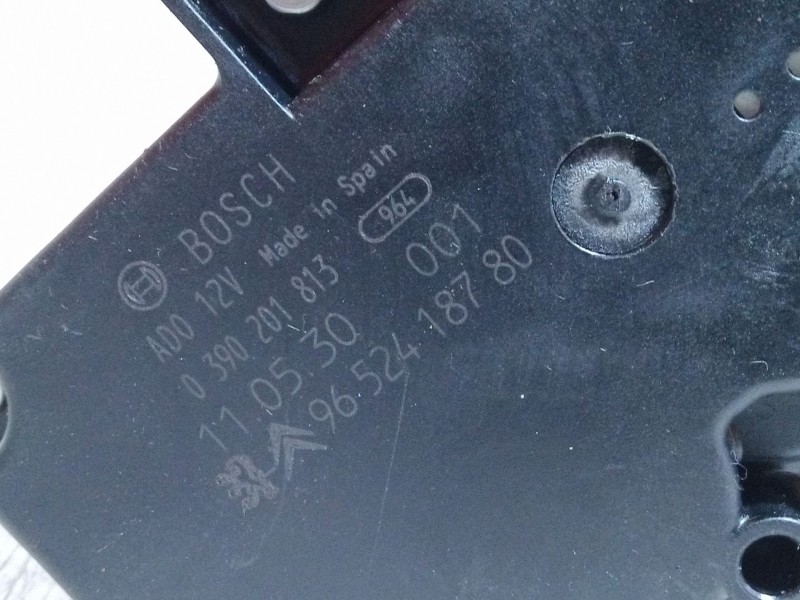 BOSCH
ADO 12V Made in Spain
0 390 201 813 964
11.05.30 001
96 524 187 80